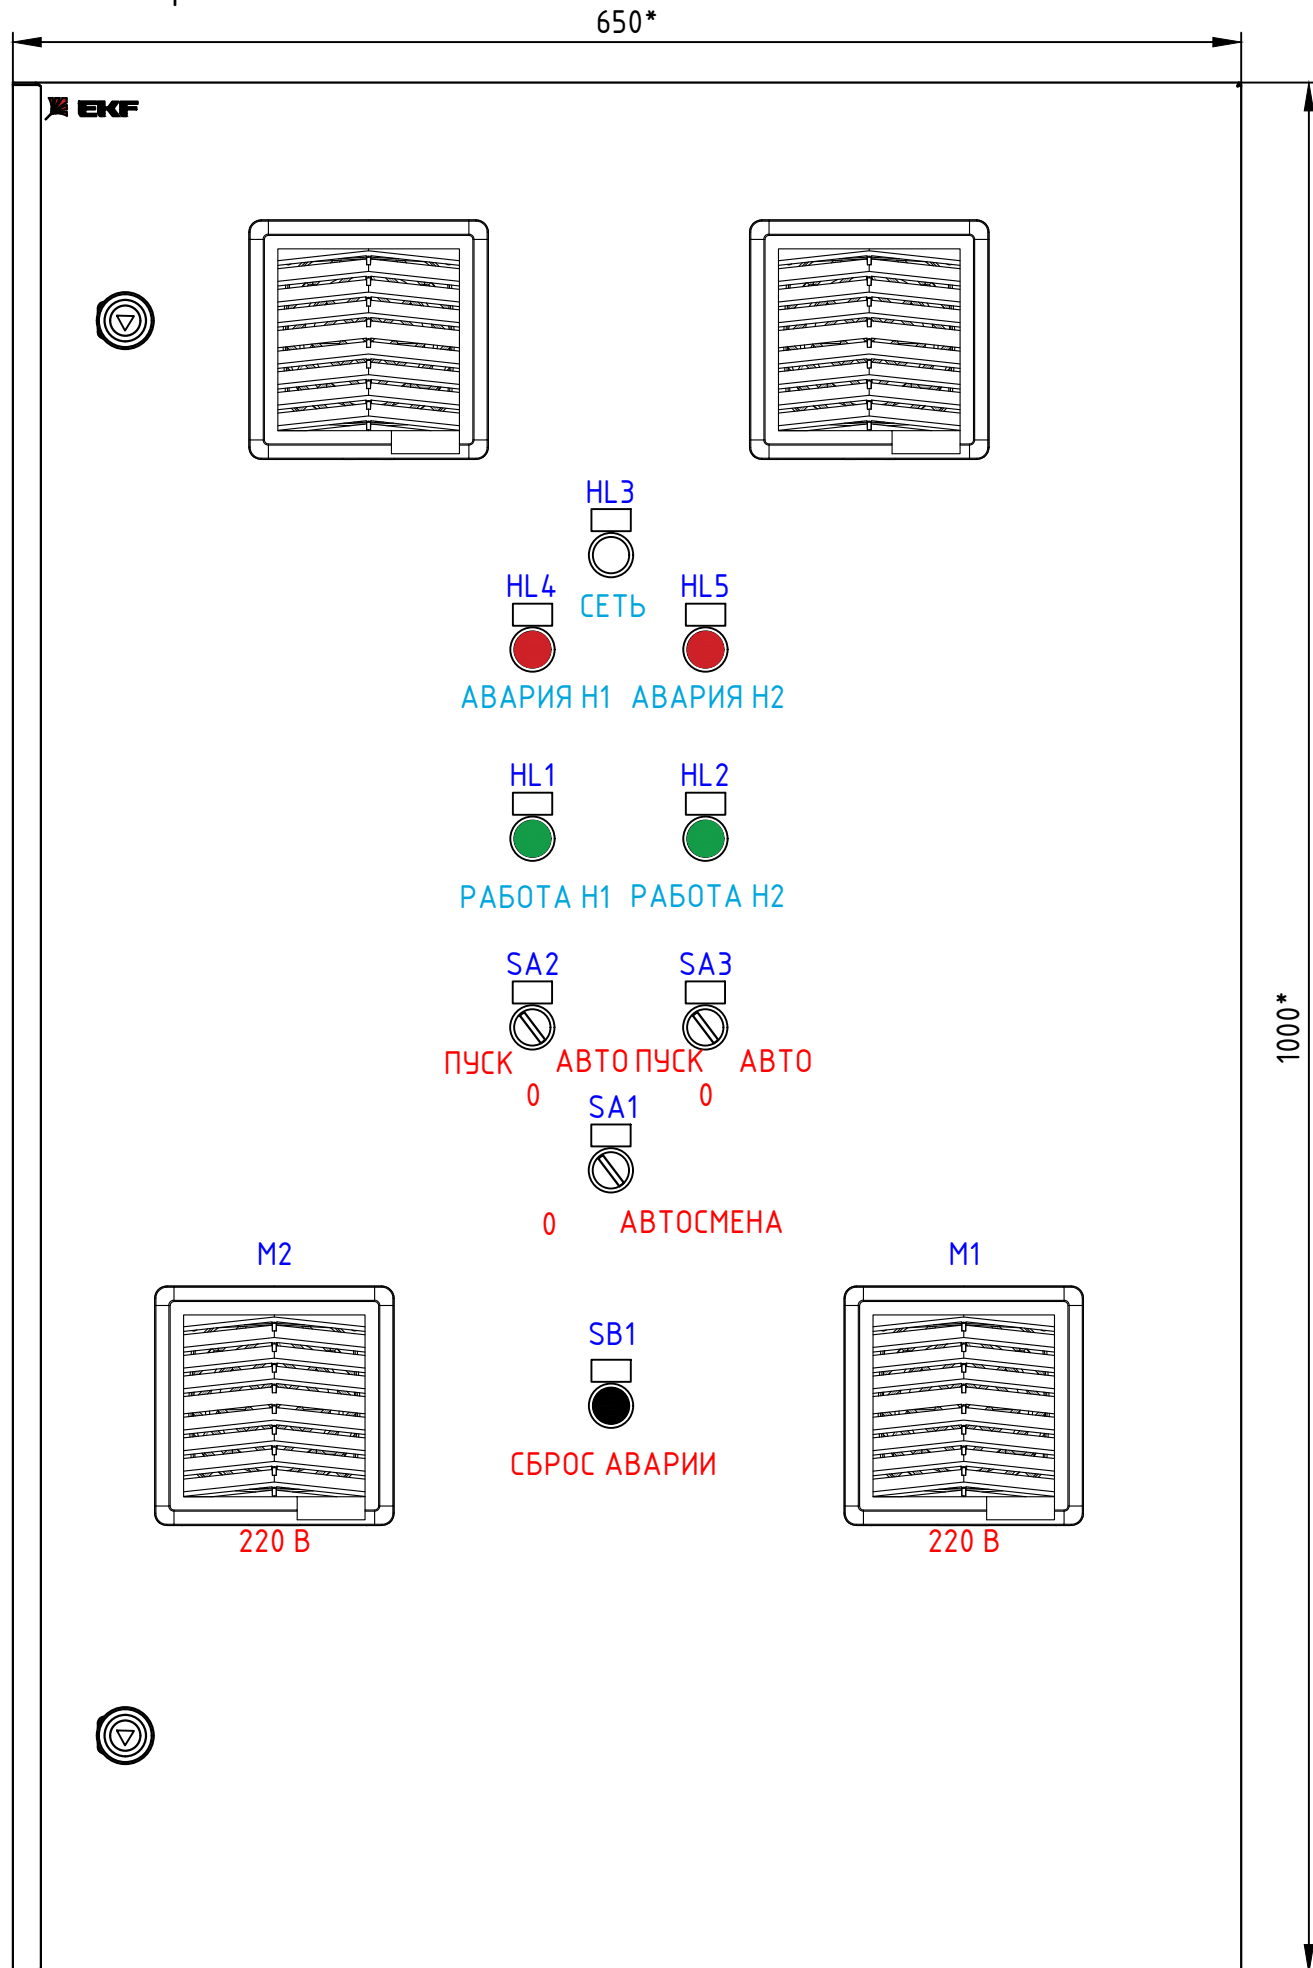 650*
EKF
HL3
HL4 HL5
СЕТЬ
АВАРИЯ Н1 АВАРИЯ Н2
HL1 HL2
РАБОТА Н1 РАБОТА Н2
SA2 SA3
ПУСК АВТО ПУСК АВТО
0 0
1000*
SA1
0 АВТОСМЕНА
M2 M1
SB1
СБРОС АВАРИИ
220 В 220 В